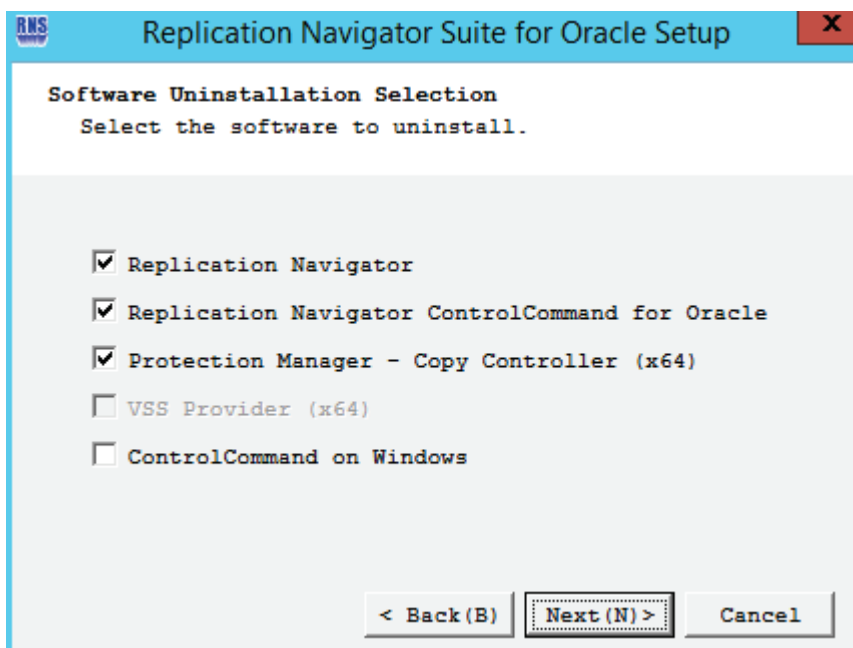 RNS
Replication Navigator Suite for Oracle Setup
X
Software Uninstallation Selection
Select the software to uninstall.
Replication Navigator
Replication Navigator ControlCommand for Oracle
Protection Manager - Copy Controller (x64)
VSS Provider (x64)
ControlCommand on Windows
< Back(B) Next(N)> Cancel